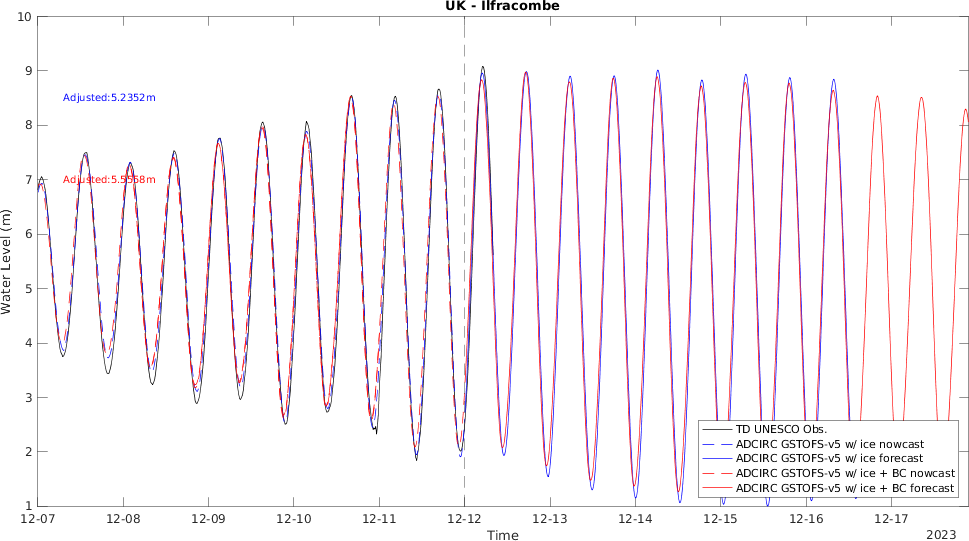 UK - Ilfracombe
10
9
8
7
6
5
4
3
2
1
Water Level (m)
Adjusted:5.2352m
Adjusted:5.5558m
TD UNESCO Obs.
ADCIRC GSTOFS-v5 w/ ice nowcast
ADCIRC GSTOFS-v5 w/ ice forecast
ADCIRC GSTOFS-v5 w/ ice + BC nowcast
ADCIRC GSTOFS-v5 w/ ice + BC forecast
12-07 12-08 12-09 12-10 12-11 12-12 12-13 12-14 12-15 12-16 12-17
Time
2023